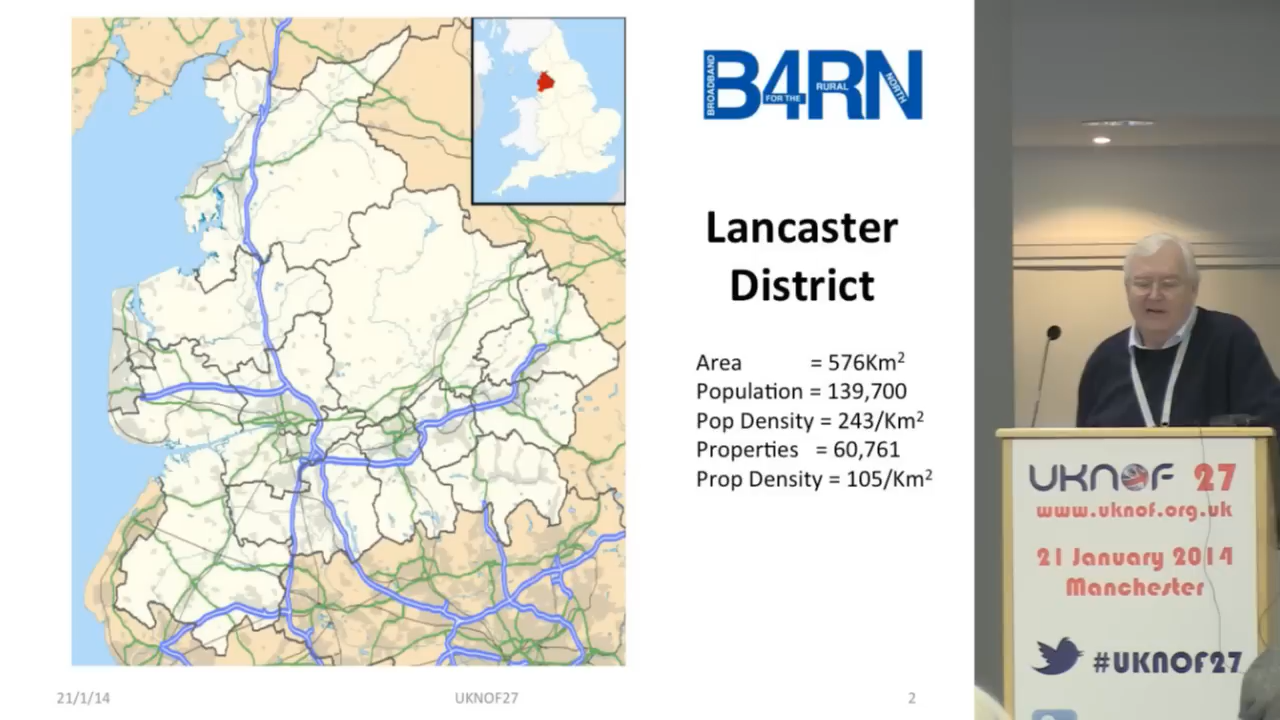 BROADBAND
B4RN
FOR THE
RURAL
NORTH
Lancaster
District
Area = 576Km²
Population = 139,700
Pop Density = 243/Km²
Properties = 60,761
Prop Density = 105/Km²
21/1/14
UKNOF27
2
UKNOF 27
www.uknof.org.uk
21 January 2014
Manchester
#UKNOF27